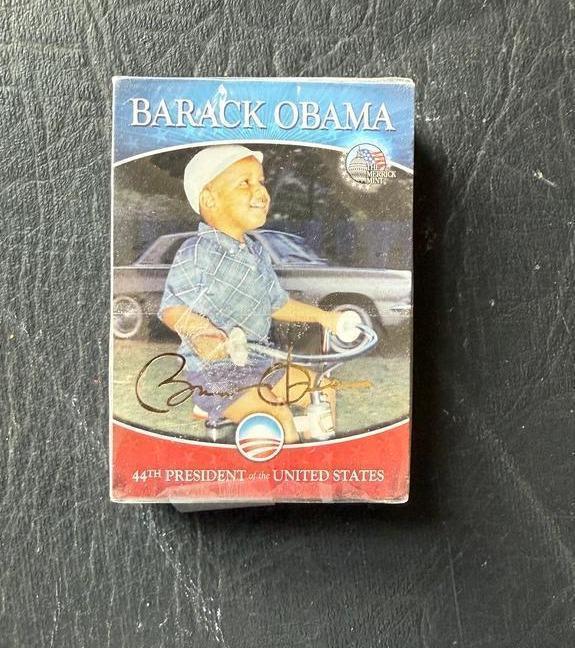 BARACK OBAMA
THE
MERRICK
MINT
44TH PRESIDENT of the UNITED STATES